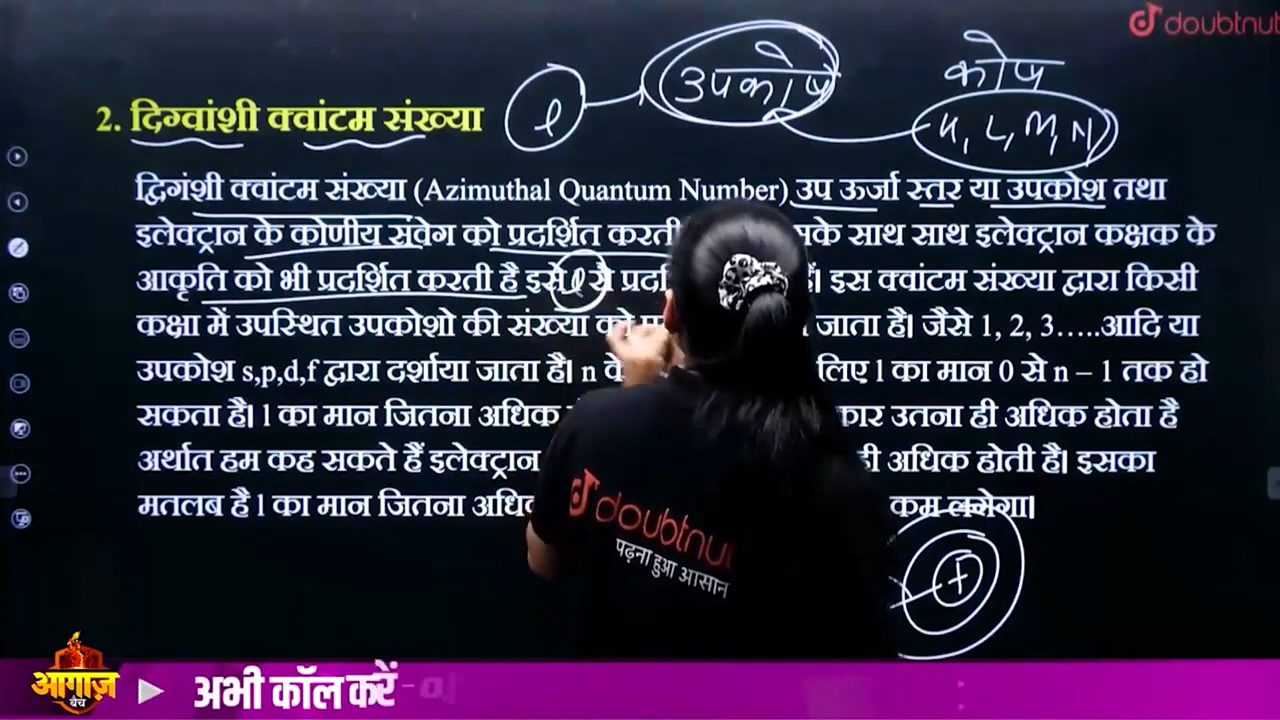 doubtnut
कोष
उपकोष
l
K, L, M, N
2. दिग्वांशी क्वांटम संख्या
द्विगंशी क्वांटम संख्या (Azimuthal Quantum Number) उप ऊर्जा स्तर या उपकोश तथा
इलेक्ट्रान के कोणीय संवेग को प्रदर्शित करती के साथ साथ इलेक्ट्रान कक्षक के
आकृति को भी प्रदर्शित करती है इसे l से इस क्वांटम संख्या द्वारा किसी
कक्षा में उपस्थित उपकोशो की संख्या को जाता है। जैसे 1, 2, 3.....आदि या
उपकोश s,p,d,f द्वारा दर्शाया जाता है। n लिए l का मान 0 से n – 1 तक हो
सकता है। l का मान जितना अधिक उतना ही अधिक होता है
अर्थात हम कह सकते हैं इलेक्ट्रान ही अधिक होती है। इसका
मतलब है l का मान जितना कम लगेगा।
+
doubtnut
पढ़ना हुआ आसान
आगाज़
बैच
अभी कॉल करें